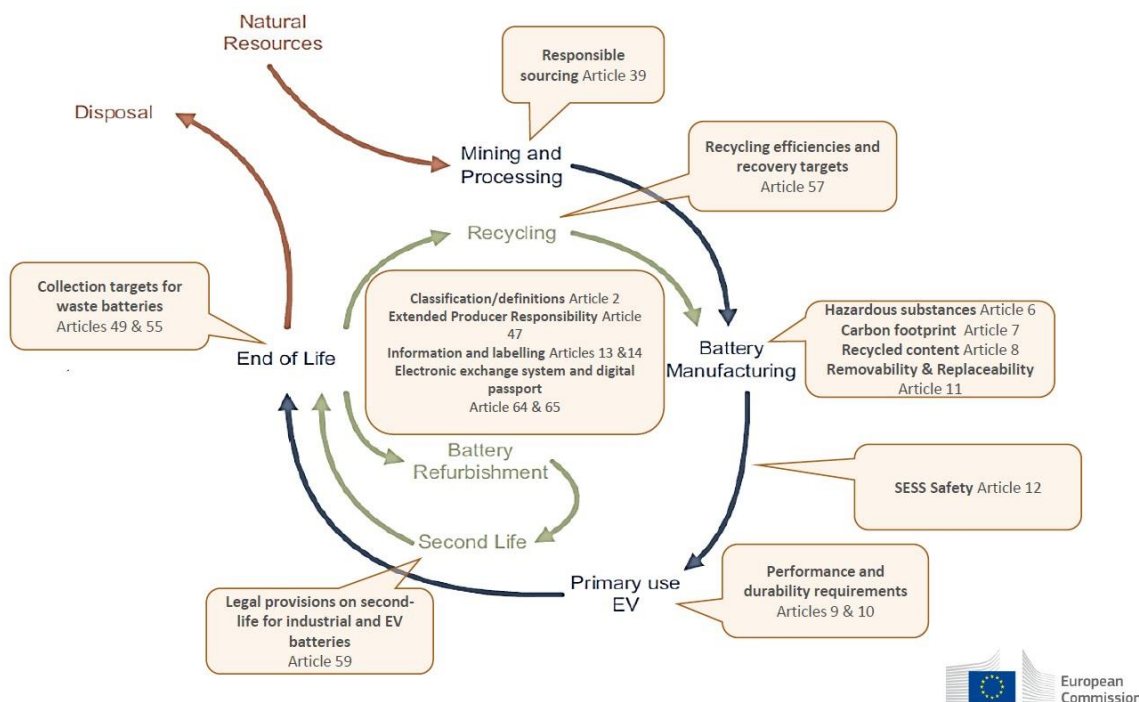 Natural
Resources
Responsible
sourcing Article 39
Disposal
Mining and
Processing
Recycling efficiencies and
recovery targets
Article 57
Recycling
Collection targets for
waste batteries
Articles 49 & 55
Classification/definitions Article 2
Extended Producer Responsibility Article
47
Information and labelling Articles 13 &14
Electronic exchange system and digital
passport
Article 64 & 65
End of Life
Battery
Manufacturing
Hazardous substances Article 6
Carbon footprint Article 7
Recycled content Article 8
Removability & Replaceability
Article 11
Battery
Refurbishment
SESS Safety Article 12
Second Life
Primary use
EV
Performance and
durability requirements
Articles 9 & 10
Legal provisions on second-
life for industrial and EV
batteries
Article 59
European
Commission